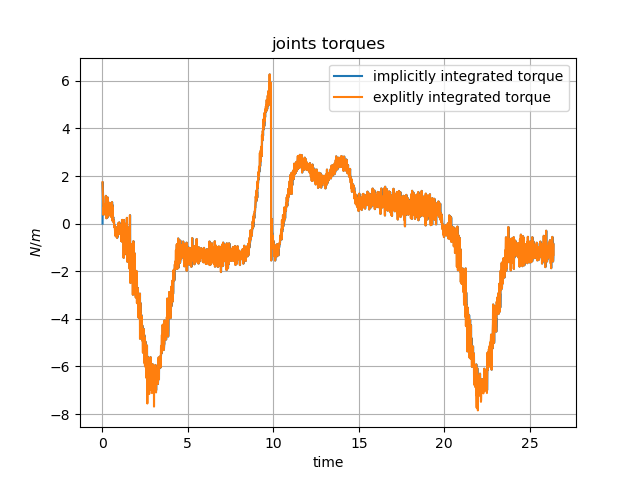 joints torques
implicitly integrated torque
explitly integrated torque
6
4
2
0
−2
−4
−6
−8
N/m
0 5 10 15 20 25
time